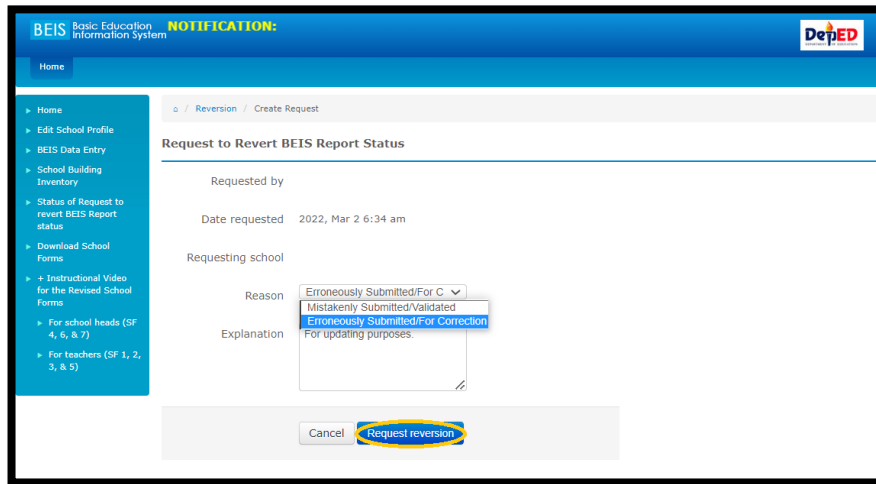 BEIS Basic Education Information System
NOTIFICATION:
DepED
DEPARTMENT OF EDUCATION
Home
Home
Edit School Profile
BEIS Data Entry
School Building
Inventory
Status of Request to
revert BEIS Report
status
Download School
Forms
+ Instructional Video
for the Revised School
Forms
For school heads (SF
4, 6, & 7)
For teachers (SF 1, 2,
3, & 5)
/ Reversion / Create Request
Request to Revert BEIS Report Status
Requested by
Date requested 2022, Mar 2 6:34 am
Requesting school
Reason Erroneously Submitted/For C
Mistakenly Submitted/Validated
Erroneously Submitted/For Correction
Explanation For updating purposes.
Cancel Request reversion